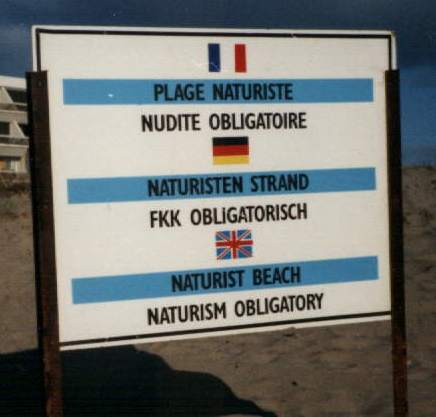 PLAGE NATURISTE
NUDITE OBLIGATOIRE
NATURISTEN STRAND
FKK OBLIGATORISCH
NATURIST BEACH
NATURISM OBLIGATORY